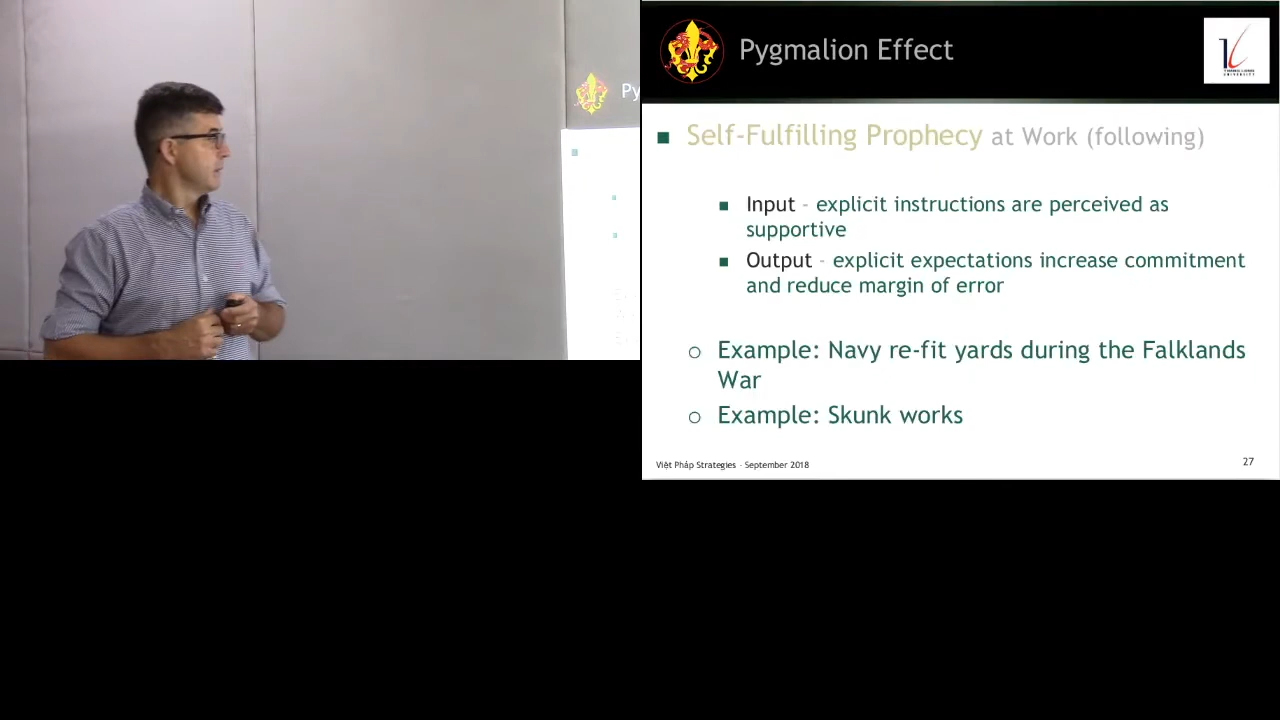 Py
Pygmalion Effect
UNIVERSITY
■ Self-Fulfilling Prophecy at Work (following)
■ Input - explicit instructions are perceived as
supportive
■ Output - explicit expectations increase commitment
and reduce margin of error
○ Example: Navy re-fit yards during the Falklands
War
○ Example: Skunk works
Việt Pháp Strategies - September 2018
27